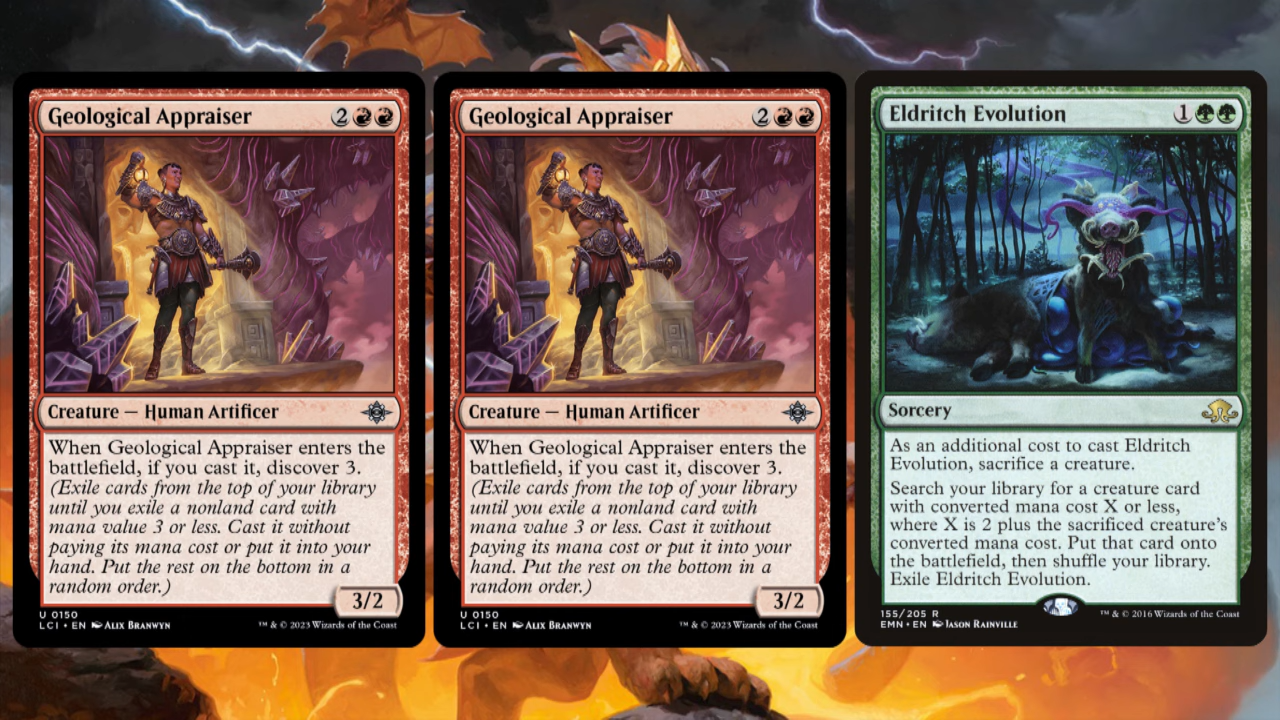 Geological Appraiser 2
Creature — Human Artificer
When Geological Appraiser enters the
battlefield, if you cast it, discover 3.
(Exile cards from the top of your library
until you exile a nonland card with
mana value 3 or less. Cast it without
paying its mana cost or put it into your
hand. Put the rest on the bottom in a
random order.)
3/2
U 0150
LCI • EN Alix Branwyn
™ & © 2023 Wizards of the Coast
Geological Appraiser 2
Creature — Human Artificer
When Geological Appraiser enters the
battlefield, if you cast it, discover 3.
(Exile cards from the top of your library
until you exile a nonland card with
mana value 3 or less. Cast it without
paying its mana cost or put it into your
hand. Put the rest on the bottom in a
random order.)
3/2
U 0150
LCI • EN Alix Branwyn
™ & © 2023 Wizards of the Coast
Eldritch Evolution 1
Sorcery
As an additional cost to cast Eldritch
Evolution, sacrifice a creature.
Search your library for a creature card
with converted mana cost X or less,
where X is 2 plus the sacrificed creature's
converted mana cost. Put that card onto
the battlefield, then shuffle your library.
Exile Eldritch Evolution.
155/205 R
EMN • EN Jason Rainville
™ & © 2016 Wizards of the Coast